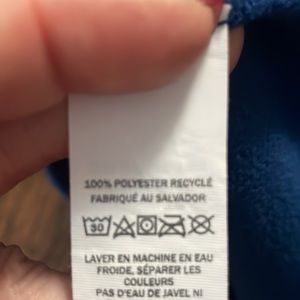 100% POLYESTER RECYCLÉ
FABRIQUÉ AU SALVADOR
30
LAVER EN MACHINE EN EAU
FROIDE, SÉPARER LES
COULEURS
PAS D'EAU DE JAVEL NI